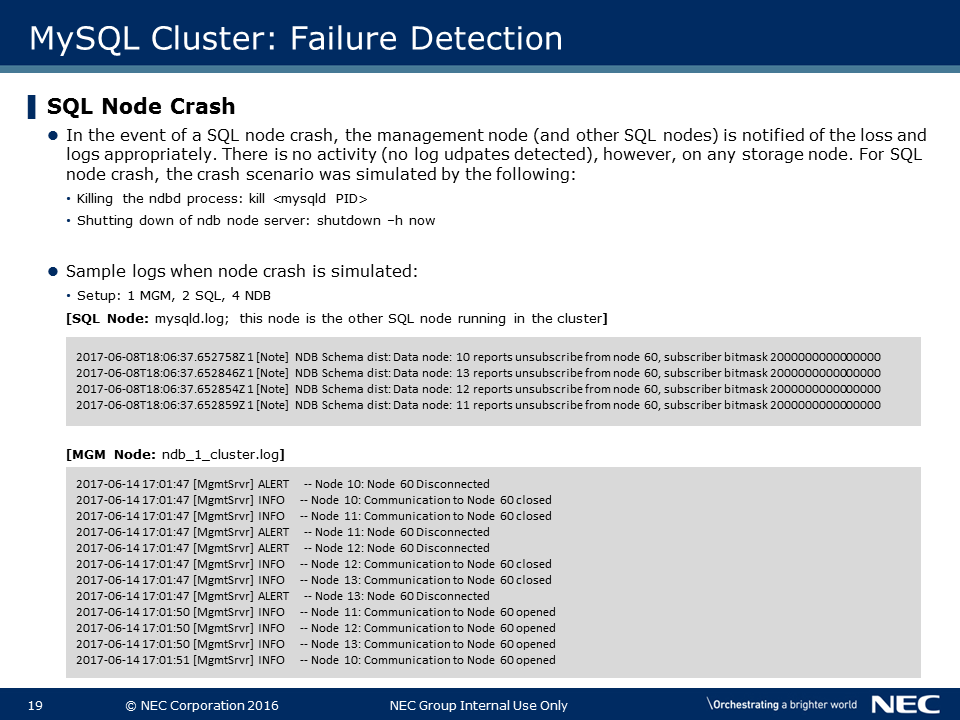 MySQL Cluster: Failure Detection
SQL Node Crash
In the event of a SQL node crash, the management node (and other SQL nodes) is notified of the loss and
logs appropriately. There is no activity (no log udpates detected), however, on any storage node. For SQL
node crash, the crash scenario was simulated by the following:
• Killing the ndbd process: kill <mysqld PID>
• Shutting down of ndb node server: shutdown –h now
Sample logs when node crash is simulated:
• Setup: 1 MGM, 2 SQL, 4 NDB
[SQL Node: mysqld.log; this node is the other SQL node running in the cluster]
2017-06-08T18:06:37.652758Z 1 [Note] NDB Schema dist: Data node: 10 reports unsubscribe from node 60, subscriber bitmask 2000000000000000
2017-06-08T18:06:37.652846Z 1 [Note] NDB Schema dist: Data node: 13 reports unsubscribe from node 60, subscriber bitmask 2000000000000000
2017-06-08T18:06:37.652854Z 1 [Note] NDB Schema dist: Data node: 12 reports unsubscribe from node 60, subscriber bitmask 2000000000000000
2017-06-08T18:06:37.652859Z 1 [Note] NDB Schema dist: Data node: 11 reports unsubscribe from node 60, subscriber bitmask 2000000000000000
[MGM Node: ndb_1_cluster.log]
2017-06-14 17:01:47 [MgmtSrvr] ALERT -- Node 10: Node 60 Disconnected
2017-06-14 17:01:47 [MgmtSrvr] INFO -- Node 10: Communication to Node 60 closed
2017-06-14 17:01:47 [MgmtSrvr] INFO -- Node 11: Communication to Node 60 closed
2017-06-14 17:01:47 [MgmtSrvr] ALERT -- Node 11: Node 60 Disconnected
2017-06-14 17:01:47 [MgmtSrvr] ALERT -- Node 12: Node 60 Disconnected
2017-06-14 17:01:47 [MgmtSrvr] INFO -- Node 12: Communication to Node 60 closed
2017-06-14 17:01:47 [MgmtSrvr] INFO -- Node 13: Communication to Node 60 closed
2017-06-14 17:01:47 [MgmtSrvr] ALERT -- Node 13: Node 60 Disconnected
2017-06-14 17:01:50 [MgmtSrvr] INFO -- Node 11: Communication to Node 60 opened
2017-06-14 17:01:50 [MgmtSrvr] INFO -- Node 12: Communication to Node 60 opened
2017-06-14 17:01:50 [MgmtSrvr] INFO -- Node 13: Communication to Node 60 opened
2017-06-14 17:01:51 [MgmtSrvr] INFO -- Node 10: Communication to Node 60 opened
19 © NEC Corporation 2016 NEC Group Internal Use Only \Orchestrating a brighter world NEC